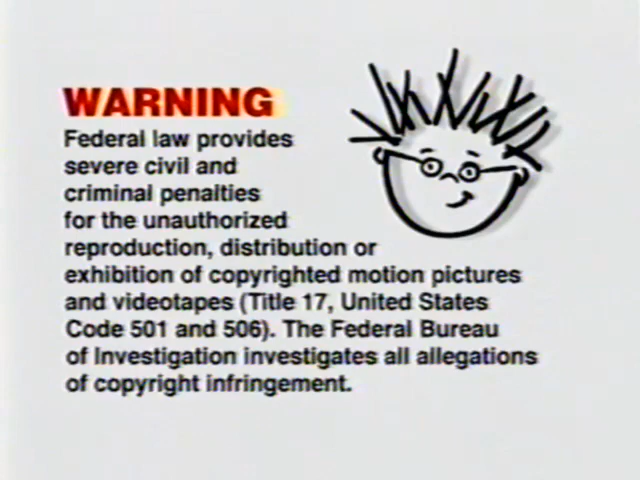 WARNING
Federal law provides
severe civil and
criminal penalties
for the unauthorized
reproduction, distribution or
exhibition of copyrighted motion pictures
and videotapes (Title 17, United States
Code 501 and 506). The Federal Bureau
of Investigation investigates all allegations
of copyright infringement.